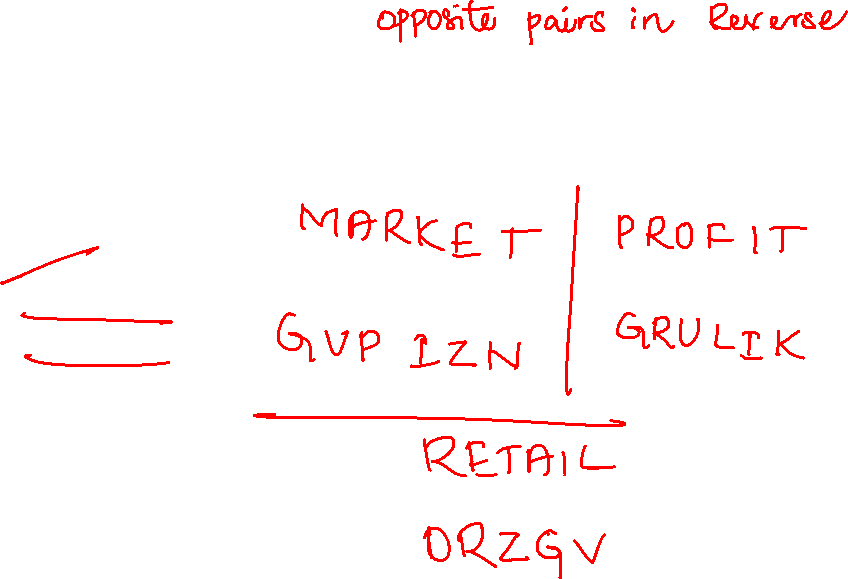 opposite pairs in Reverse
MARKET | PROFIT
GVPIZN | GRULIK
RETAIL
ORZGV